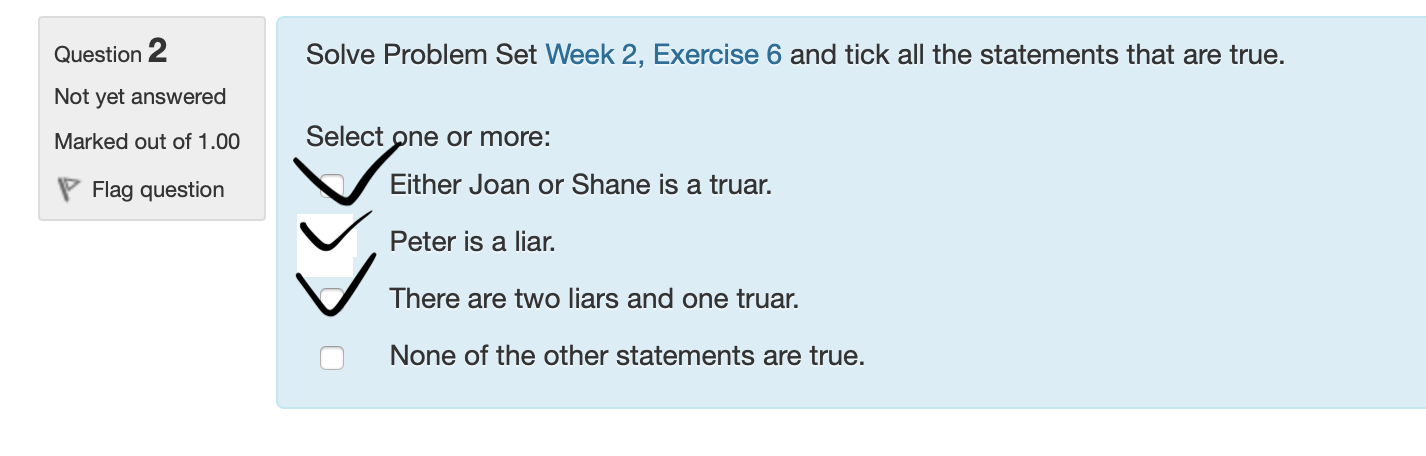 Question 2
Not yet answered
Marked out of 1.00
Flag question
Solve Problem Set Week 2, Exercise 6 and tick all the statements that are true.
Select one or more:
Either Joan or Shane is a truar.
Peter is a liar.
There are two liars and one truar.
None of the other statements are true.